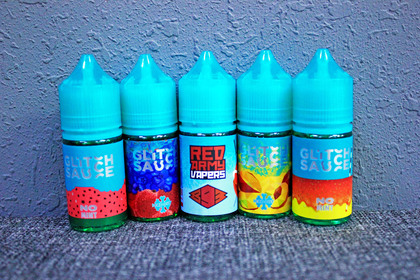 GLITCH
SAUCE
NO
MINT
GLITCH
SAUCE
RED
ARMY
VAPERS
GLITCH
SAUCE
GLITCH
SAUCE
NO
MINT